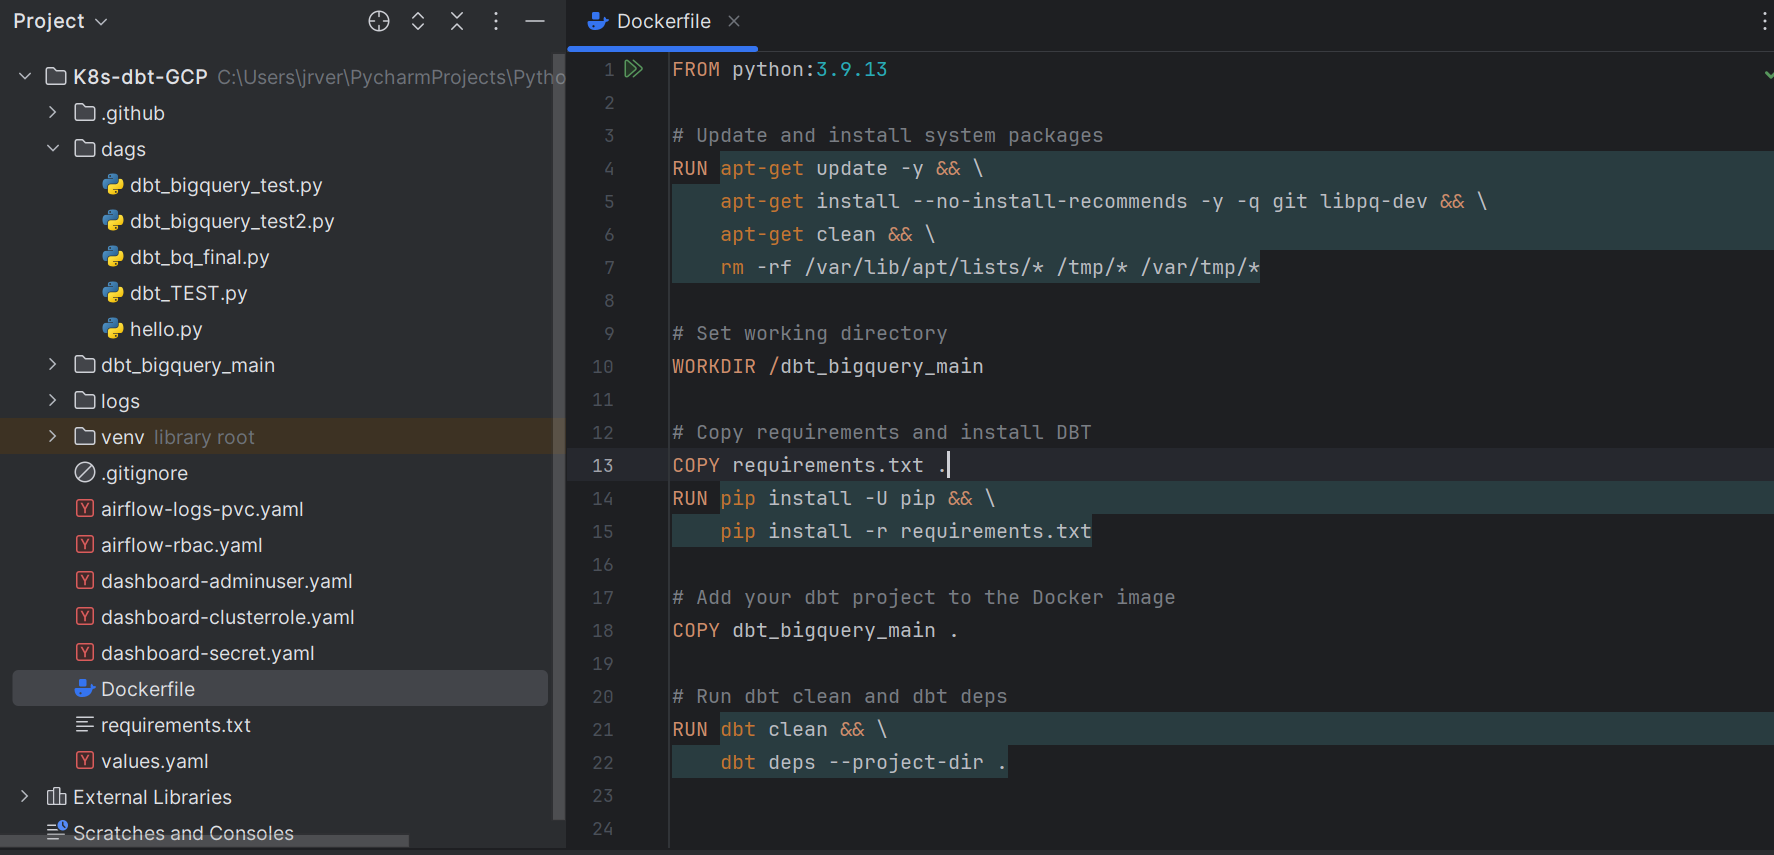 Project
K8s-dbt-GCP C:\Users\jrver\PycharmProjects\Pytho
.github
dags
dbt_bigquery_test.py
dbt_bigquery_test2.py
dbt_bq_final.py
dbt_TEST.py
hello.py
dbt_bigquery_main
logs
venv library root
.gitignore
airflow-logs-pvc.yaml
airflow-rbac.yaml
dashboard-adminuser.yaml
dashboard-clusterrole.yaml
dashboard-secret.yaml
Dockerfile
requirements.txt
values.yaml
External Libraries
Scratches and Consoles
Dockerfile
1 FROM python:3.9.13
2
3 # Update and install system packages
4 RUN apt-get update -y && \
5 apt-get install --no-install-recommends -y -q git libpq-dev && \
6 apt-get clean && \
7 rm -rf /var/lib/apt/lists/* /tmp/* /var/tmp/*
8
9 # Set working directory
10 WORKDIR /dbt_bigquery_main
11
12 # Copy requirements and install DBT
13 COPY requirements.txt .
14 RUN pip install -U pip && \
15 pip install -r requirements.txt
16
17 # Add your dbt project to the Docker image
18 COPY dbt_bigquery_main .
19
20 # Run dbt clean and dbt deps
21 RUN dbt clean && \
22 dbt deps --project-dir .
23
24